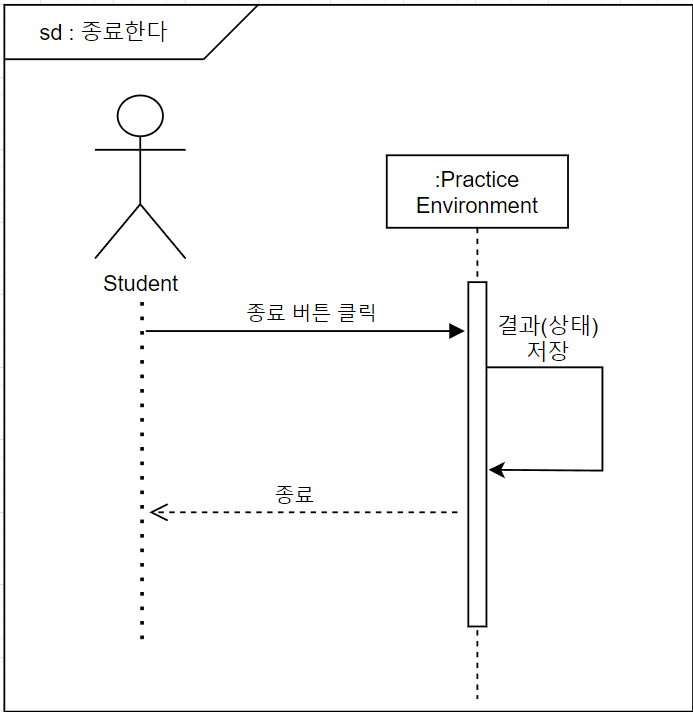 sd : 종료한다
:Practice
Environment
Student
종료 버튼 클릭
결과(상태)
저장
종료